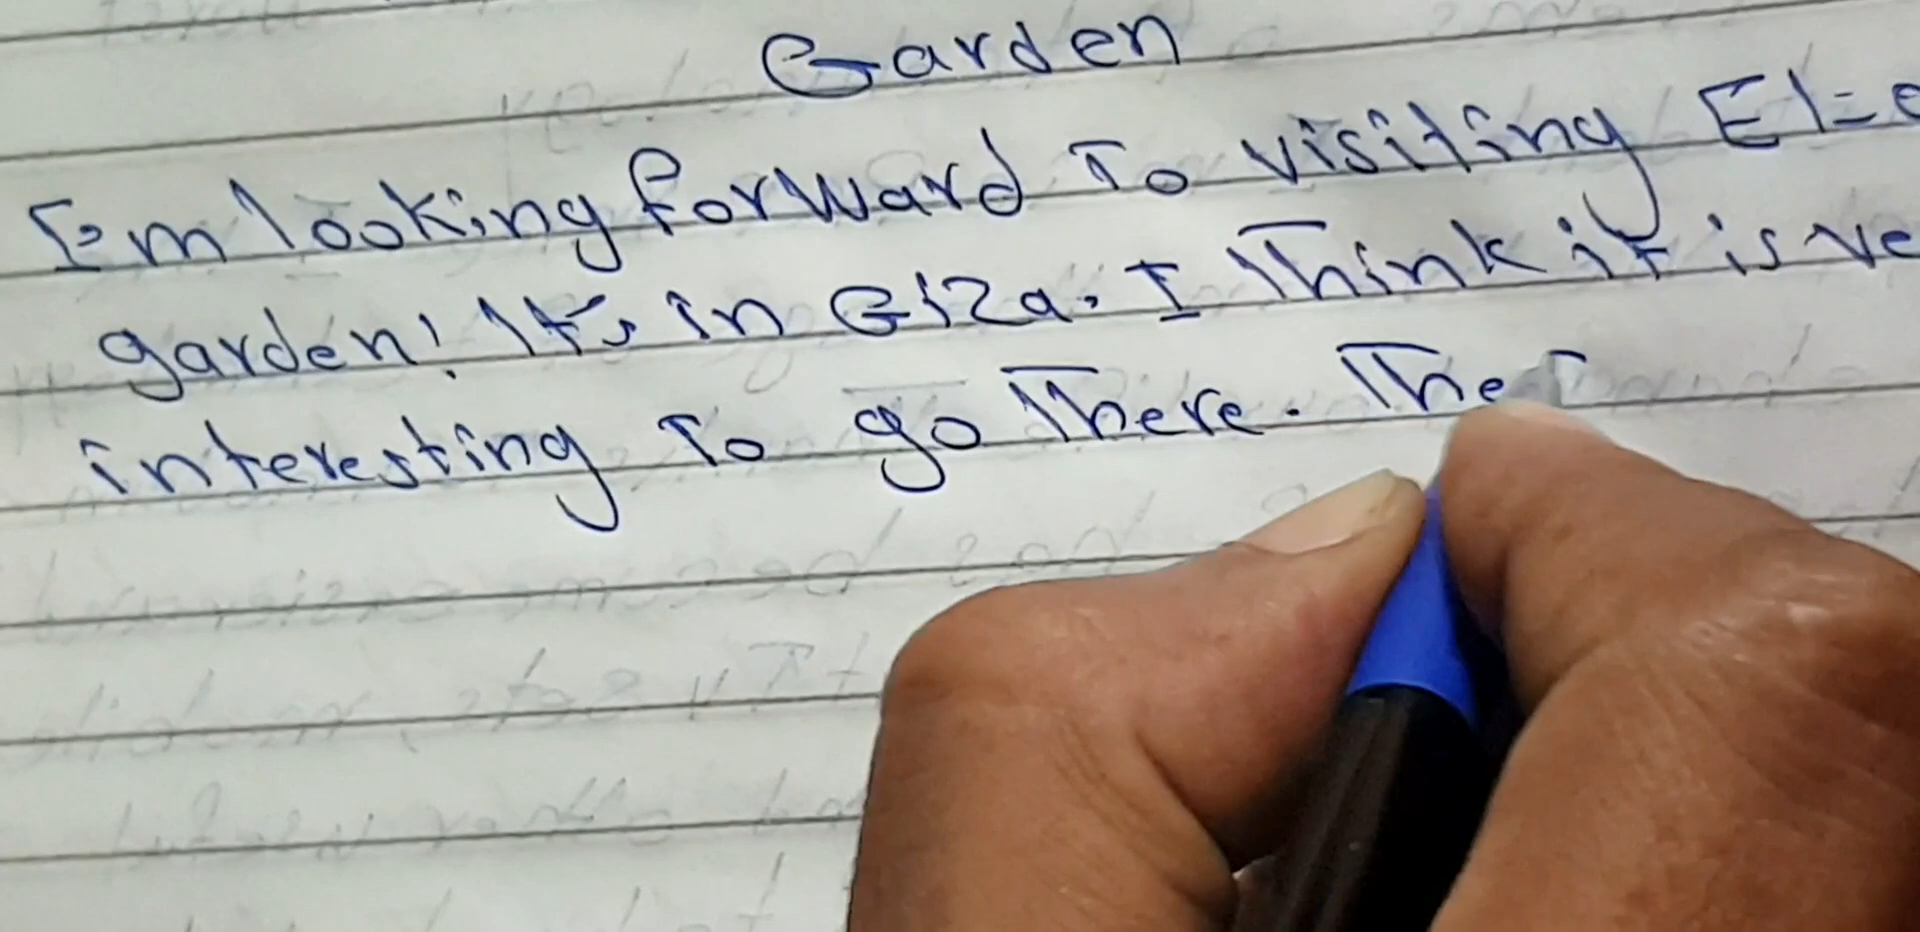 Garden
I'm looking forward To visiting El-
garden! It's in Giza. I Think it is ve
interesting To go There. The